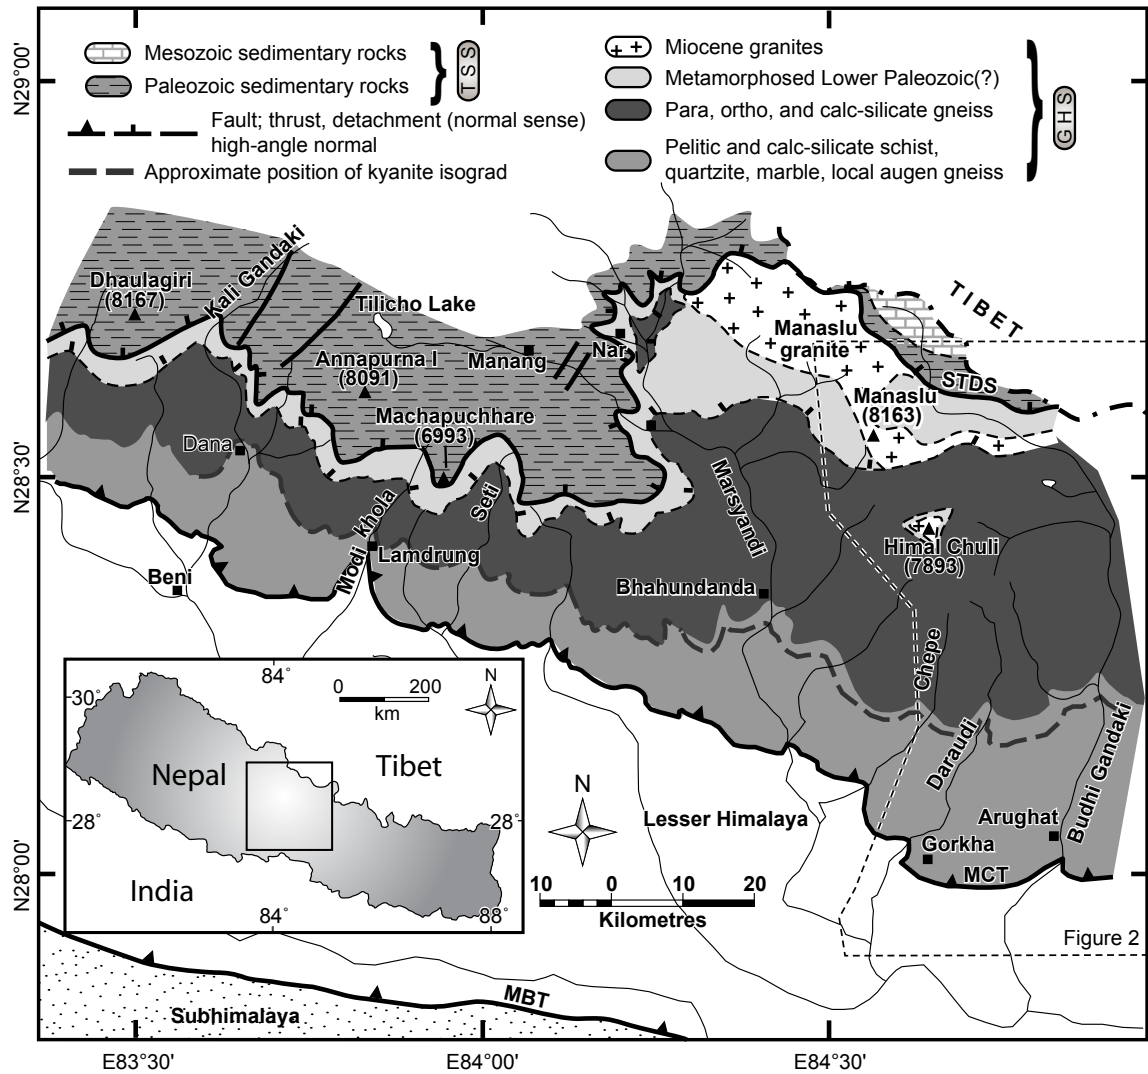 Mesozoic sedimentary rocks
Paleozoic sedimentary rocks
TSS
Fault; thrust, detachment (normal sense)
high-angle normal
Approximate position of kyanite isograd
Miocene granites
Metamorphosed Lower Paleozoic(?)
Para, ortho, and calc-silicate gneiss
Pelitic and calc-silicate schist,
quartzite, marble, local augen gneiss
GHS
N29°00'
N28°30'
N28°00'
Dhaulagiri
(8167)
Kali Gandaki
Tilicho Lake
Annapurna I
(8091)
Manang
Nar
Machapuchhare
(6993)
Manaslu
granite
TIBET
STDS
Manaslu
(8163)
Dana
Modi khola
Seti
Marsyandi
Lamdrung
Beni
Bhahundanda
Himal Chuli
(7893)
Chepe
Daraudi
Budhi Gandaki
Arughat
Gorkha
MCT
Lesser Himalaya
Figure 2
MBT
Subhimalaya
84°
30°
0 200
km
N
Nepal
Tibet
28°
28°
India
84°
88°
N
10 0 10 20
Kilometres
E83°30'
E84°00'
E84°30'